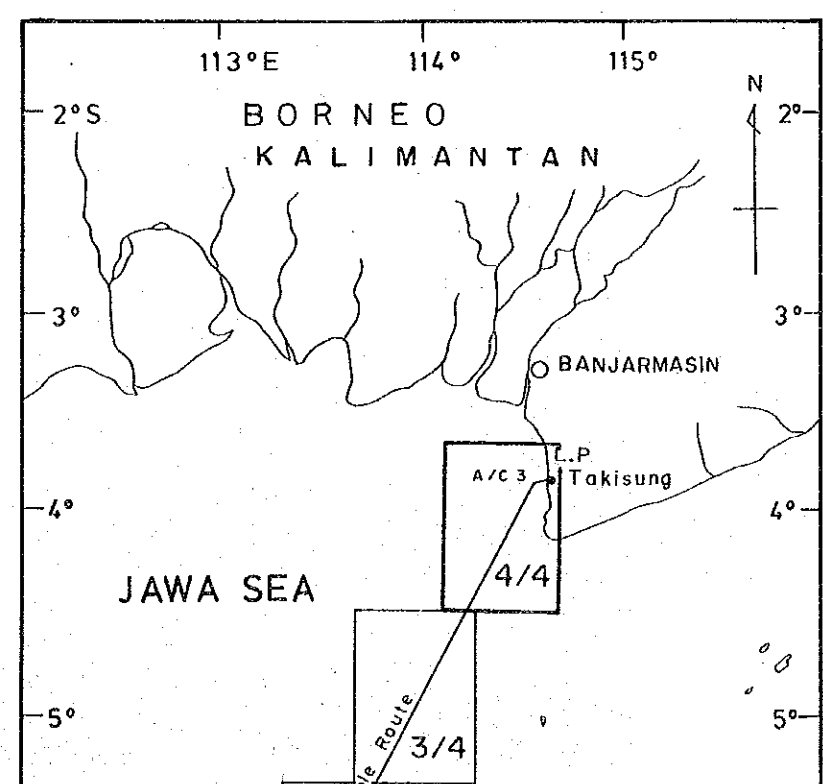 113°E 114° 115°
N
2°S BORNEO 2°
KALIMANTAN
3° 3°
BANJARMASIN
L.P
A/C 3 Takisung
4° 4°
4/4
JAWA SEA
5° 5°
Route
3/4